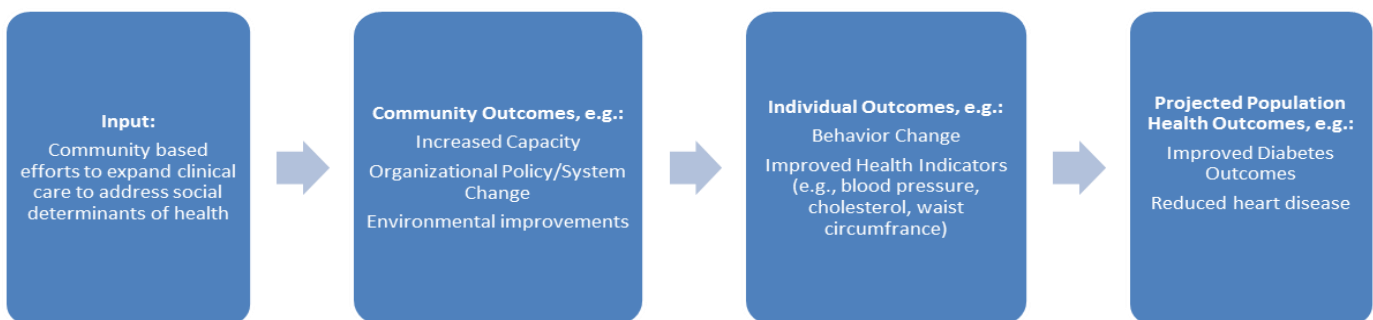 Input:
Community based
efforts to expand clinical
care to address social
determinants of health
Community Outcomes, e.g.:
Increased Capacity
Organizational Policy/System
Change
Environmental improvements
Individual Outcomes, e.g.:
Behavior Change
Improved Health Indicators
(e.g., blood pressure,
cholesterol, waist
circumfrance)
Projected Population
Health Outcomes, e.g.:
Improved Diabetes
Outcomes
Reduced heart disease